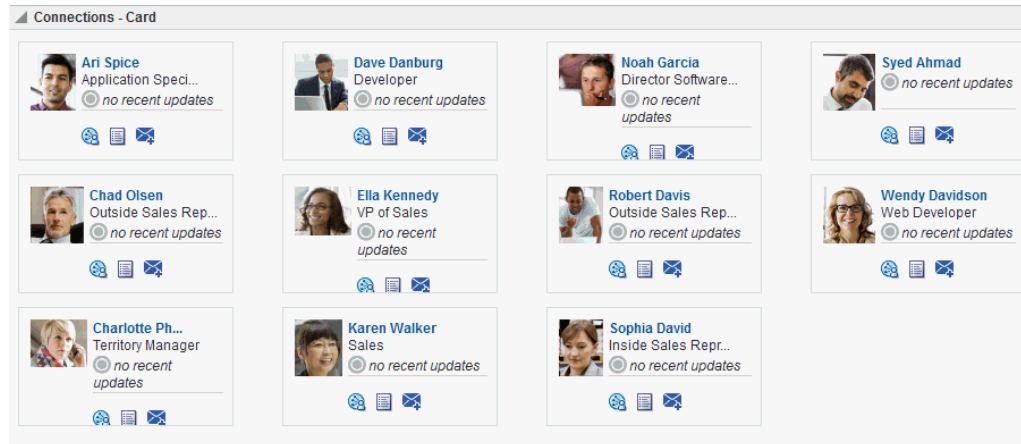 Connections - Card
Ari Spice
Application Speci...
no recent updates
Dave Danburg
Developer
no recent updates
Noah Garcia
Director Software...
no recent
updates
Syed Ahmad
no recent updates
Chad Olsen
Outside Sales Rep...
no recent updates
Ella Kennedy
VP of Sales
no recent
updates
Robert Davis
Outside Sales Rep...
no recent updates
Wendy Davidson
Web Developer
no recent updates
Charlotte Ph...
Territory Manager
no recent
updates
Karen Walker
Sales
no recent updates
Sophia David
Inside Sales Repr...
no recent updates